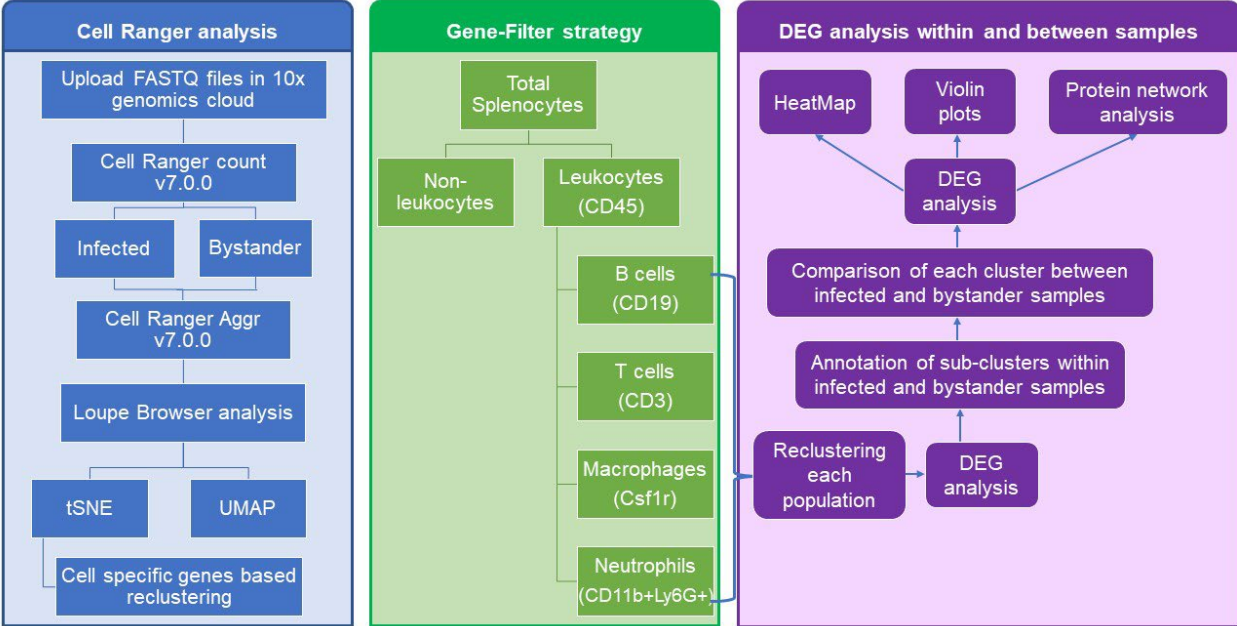 Cell Ranger analysis
Upload FASTQ files in 10x
genomics cloud
Cell Ranger count
v7.0.0
Infected
Bystander
Cell Ranger Aggr
v7.0.0
Loupe Browser analysis
tSNE
UMAP
Cell specific genes based
reclustering
Gene-Filter strategy
Total
Splenocytes
Non-
leukocytes
Leukocytes
(CD45)
B cells
(CD19)
T cells
(CD3)
Macrophages
(Csf1r)
Neutrophils
(CD11b+Ly6G+)
DEG analysis within and between samples
HeatMap
Violin
plots
Protein network
analysis
DEG
analysis
Comparison of each cluster between
infected and bystander samples
Annotation of sub-clusters within
infected and bystander samples
Reclustering
each
population
DEG
analysis